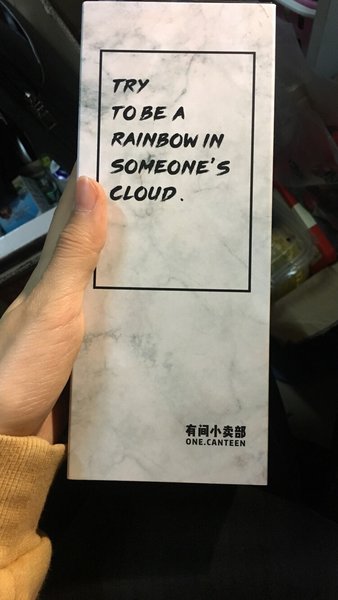 TRY
TO BE A
RAINBOW IN
SOMEONE'S
CLOUD.
有间小卖部
ONE.CANTEEN